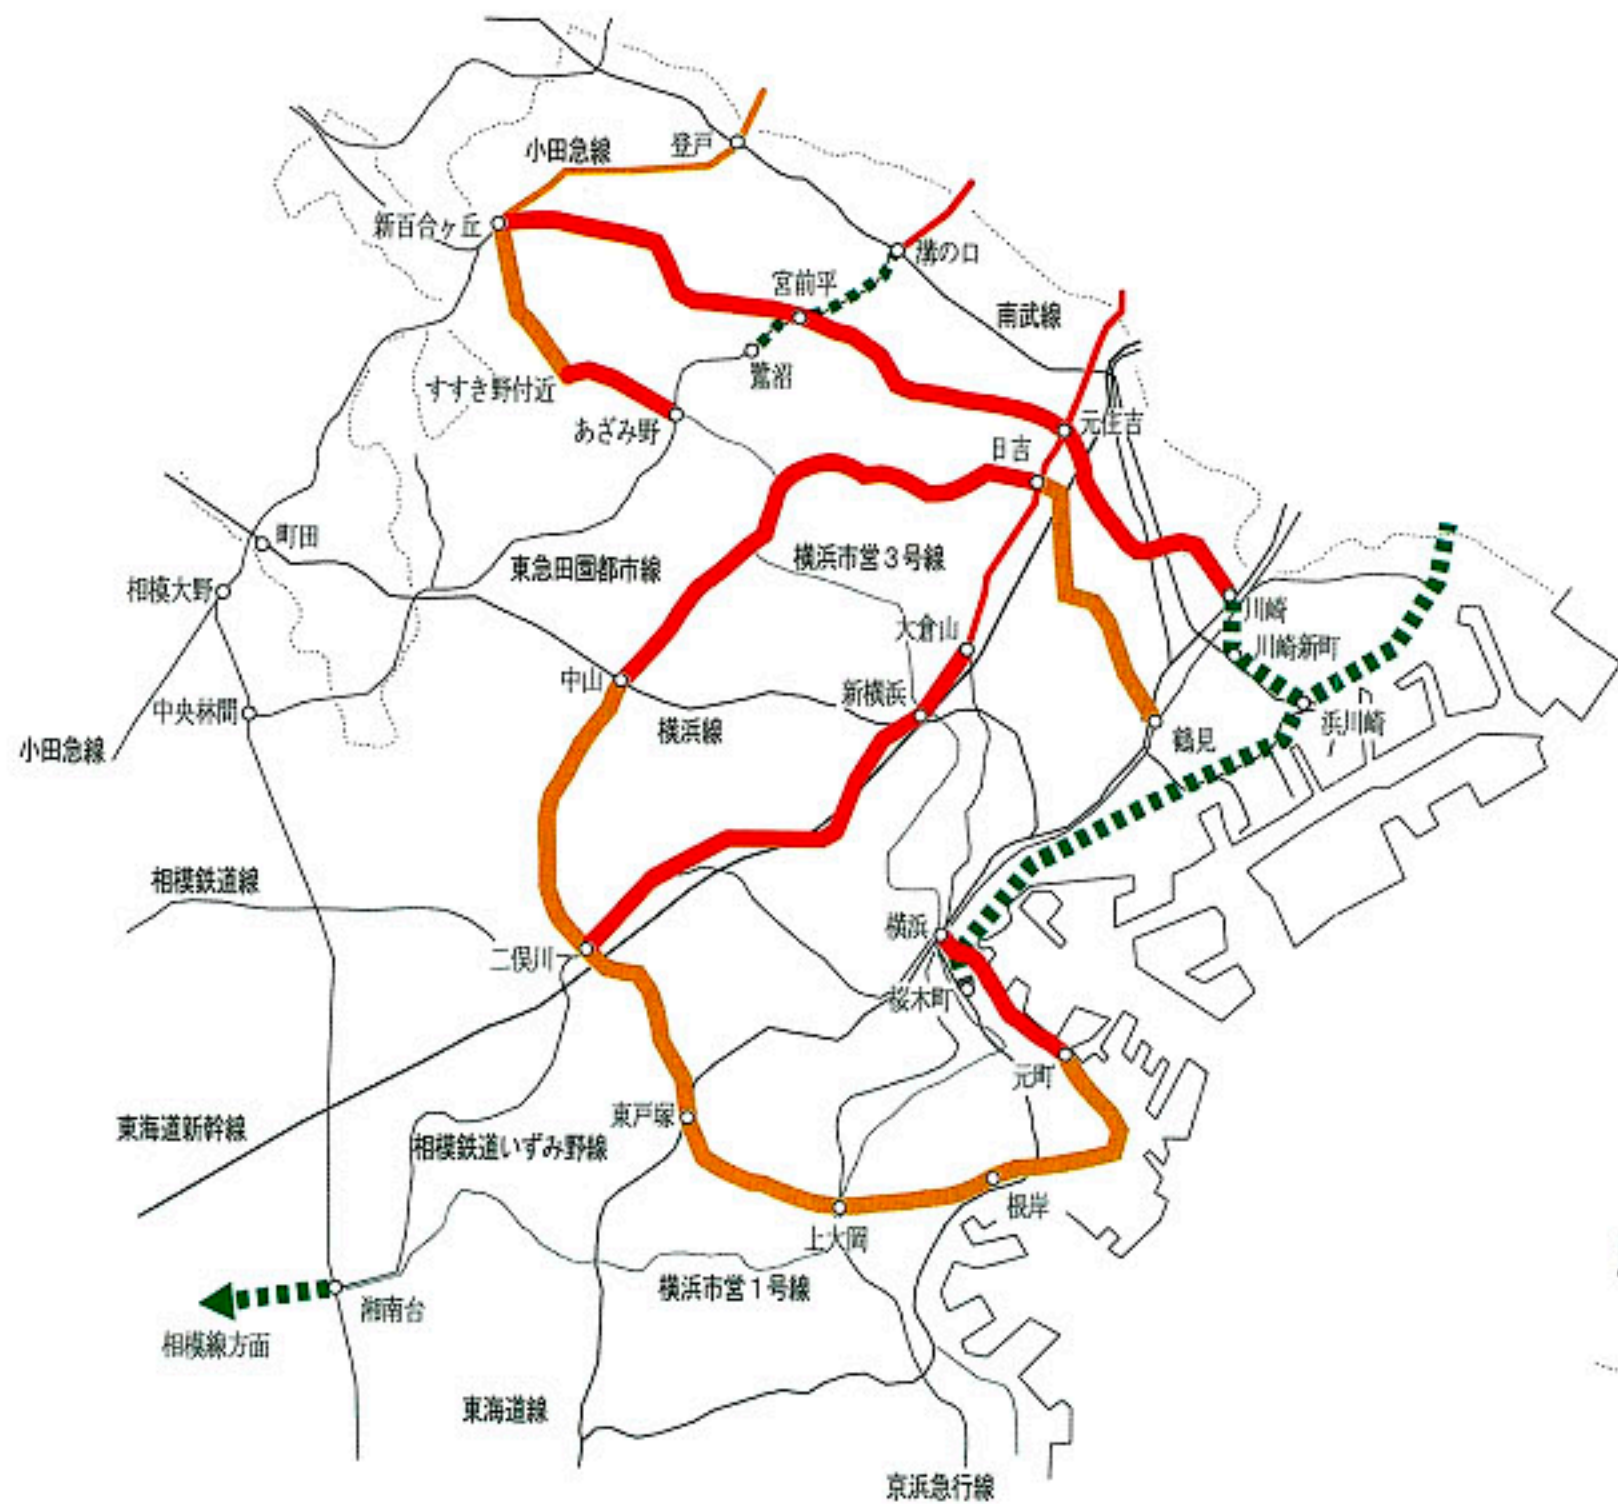 登戸
小田急線
新百合ヶ丘
溝の口
宮前平
南武線
鷺沼
すすき野付近
あざみ野
元住吉
日吉
町田
横浜市営3号線
東急田園都市線
相模大野
川崎
大倉山
川崎新町
中山
新横浜
中央林間
浜川崎
横浜線
鶴見
小田急線
相模鉄道線
横浜
二俣川
桜木町
元町
東戸塚
東海道新幹線
相模鉄道いずみ野線
根岸
上大岡
横浜市営1号線
湘南台
相模線方面
東海道線
京浜急行線